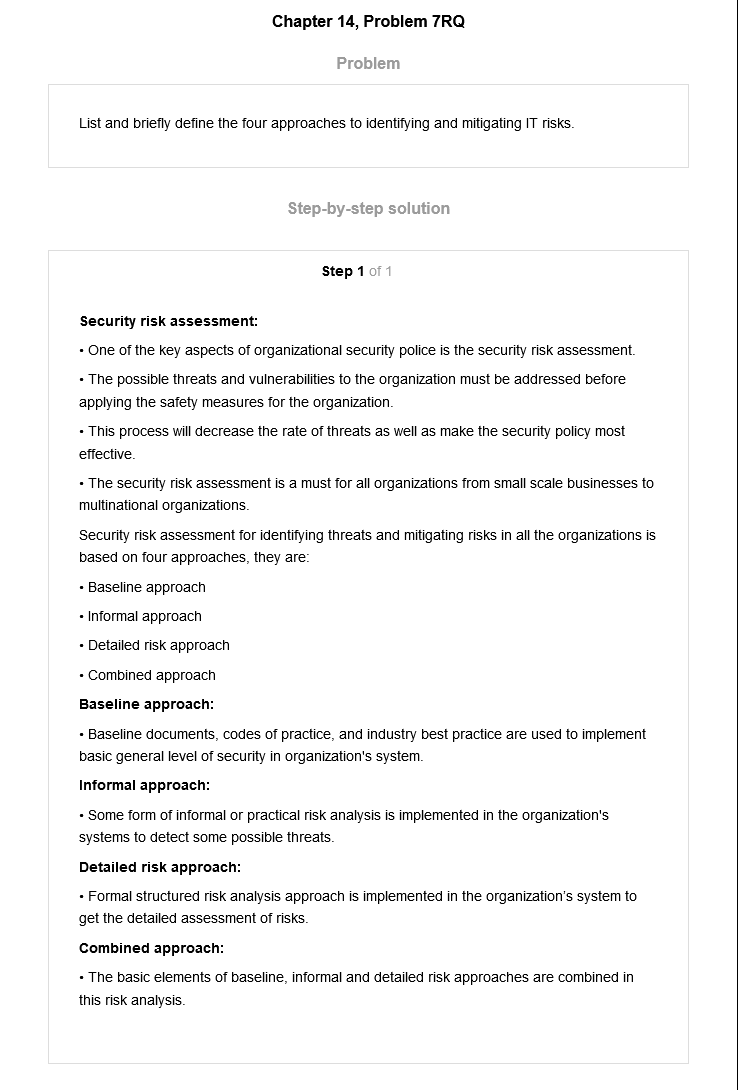 Chapter 14, Problem 7RQ
Problem
List and briefly define the four approaches to identifying and mitigating IT risks.
Step-by-step solution
Step 1 of 1
Security risk assessment:
• One of the key aspects of organizational security police is the security risk assessment.
• The possible threats and vulnerabilities to the organization must be addressed before
applying the safety measures for the organization.
• This process will decrease the rate of threats as well as make the security policy most
effective.
• The security risk assessment is a must for all organizations from small scale businesses to
multinational organizations.
Security risk assessment for identifying threats and mitigating risks in all the organizations is
based on four approaches, they are:
• Baseline approach
• Informal approach
• Detailed risk approach
• Combined approach
Baseline approach:
• Baseline documents, codes of practice, and industry best practice are used to implement
basic general level of security in organization's system.
Informal approach:
• Some form of informal or practical risk analysis is implemented in the organization's
systems to detect some possible threats.
Detailed risk approach:
• Formal structured risk analysis approach is implemented in the organization’s system to
get the detailed assessment of risks.
Combined approach:
• The basic elements of baseline, informal and detailed risk approaches are combined in
this risk analysis.